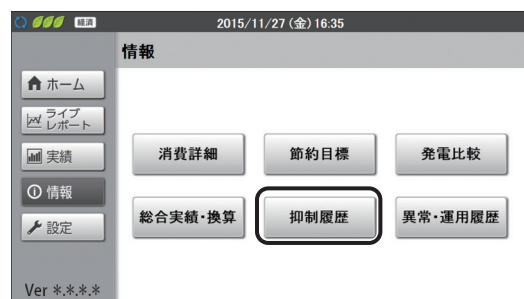 経済 2015/11/27 (金) 16:35
情報
ホーム
ライブ
レポート
実績
情報
設定
Ver *.*.*.*
消費詳細 節約目標 発電比較
総合実績・換算 抑制履歴 異常・運用履歴